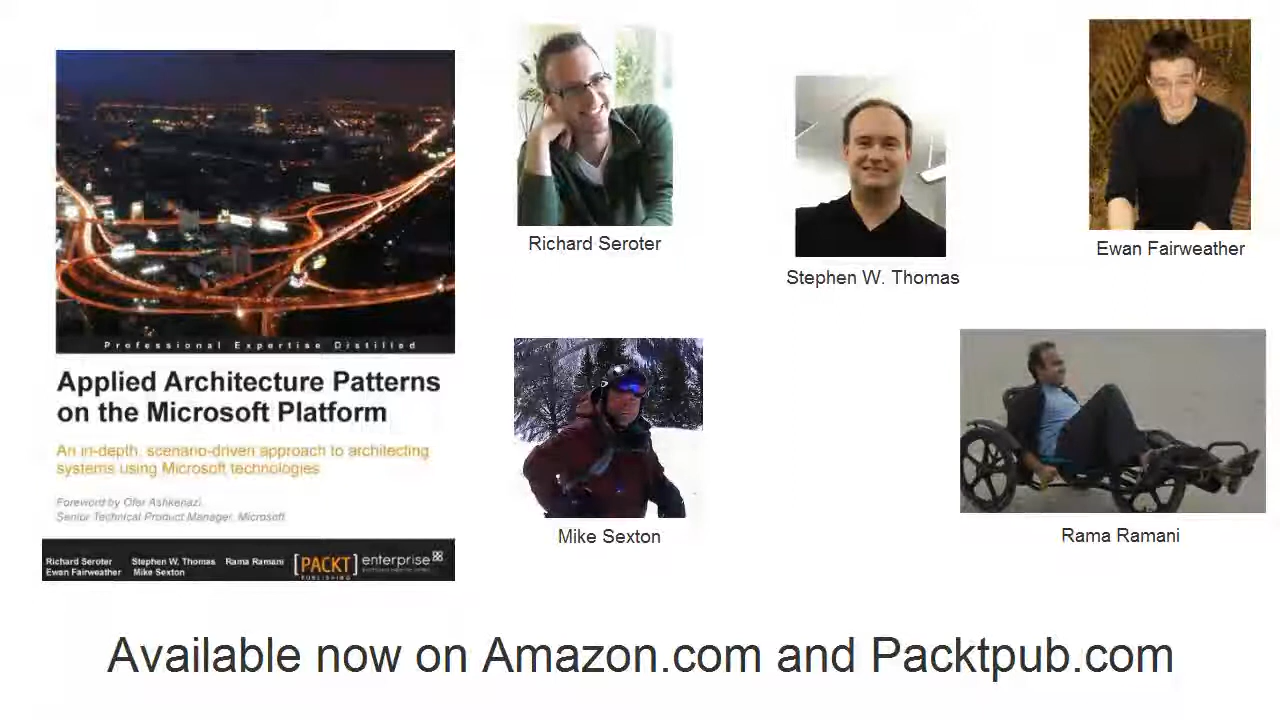 Professional Expertise Distilled
Applied Architecture Patterns
on the Microsoft Platform
An in-depth, scenario-driven approach to architecting
systems using Microsoft technologies
Foreword by Ofer Ashkenazi,
Senior Technical Product Manager, Microsoft
Richard Seroter Stephen W. Thomas Rama Ramani
Ewan Fairweather Mike Sexton
[PACKT] enterprise
PUBLISHING
Richard Seroter
Stephen W. Thomas
Ewan Fairweather
Mike Sexton
Rama Ramani
Available now on Amazon.com and Packtpub.com